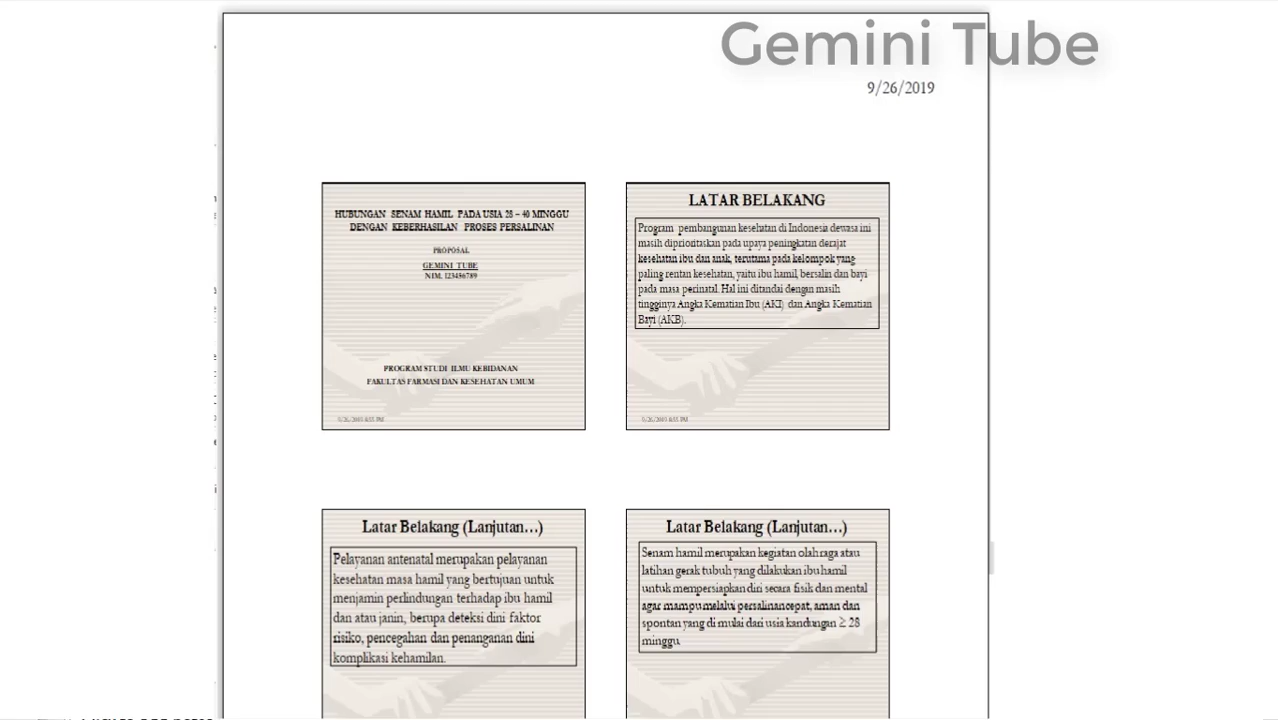 Gemini Tube
9/26/2019
HUBUNGAN SENAM HAMIL PADA USIA 28 – 40 MINGGU
DENGAN KEBERHASILAN PROSES PERSALINAN
PROPOSAL
GEMINI TUBE
NIM. 123456789
PROGRAM STUDI ILMU KEBIDANAN
FAKULTAS FARMASI DAN KESEHATAN UMUM
LATAR BELAKANG
Program pembangunan kesehatan di Indonesia dewasa ini
masih diprioritaskan pada upaya peningkatan derajat
kesehatan ibu dan anak, terutama pada kelompok yang
paling rentan kesehatan, yaitu ibu hamil, bersalin dan bayi
pada masa perinatal. Hal ini ditandai dengan masih
tingginya Angka Kematian Ibu (AKI) dan Angka Kematian
Bayi (AKB).
Latar Belakang (Lanjutan...)
Pelayanan antenatal merupakan pelayanan
kesehatan masa hamil yang bertujuan untuk
menjamin perlindungan terhadap ibu hamil
dan atau janin, berupa deteksi dini faktor
risiko, pencegahan dan penanganan dini
komplikasi kehamilan.
Latar Belakang (Lanjutan...)
Senam hamil merupakan kegiatan olah raga atau
latihan gerak tubuh yang dilakukan ibu hamil
untuk mempersiapkan diri secara fisik dan mental
agar mampu melalui persalinan cepat, aman dan
spontan yang di mulai dari usia kandungan ≥ 28
minggu.